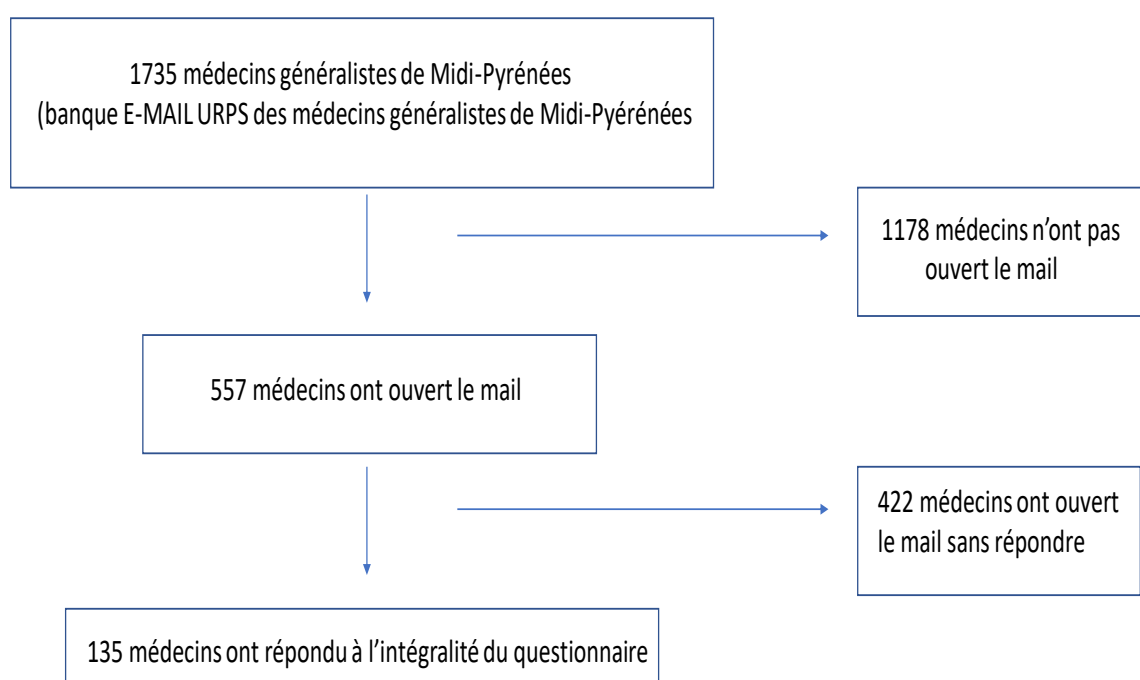 1735 médecins généralistes de Midi-Pyrénées
(banque E-MAIL URPS des médecins généralistes de Midi-Pyérénées
1178 médecins n’ont pas
ouvert le mail
557 médecins ont ouvert le mail
422 médecins ont ouvert
le mail sans répondre
135 médecins ont répondu à l’intégralité du questionnaire